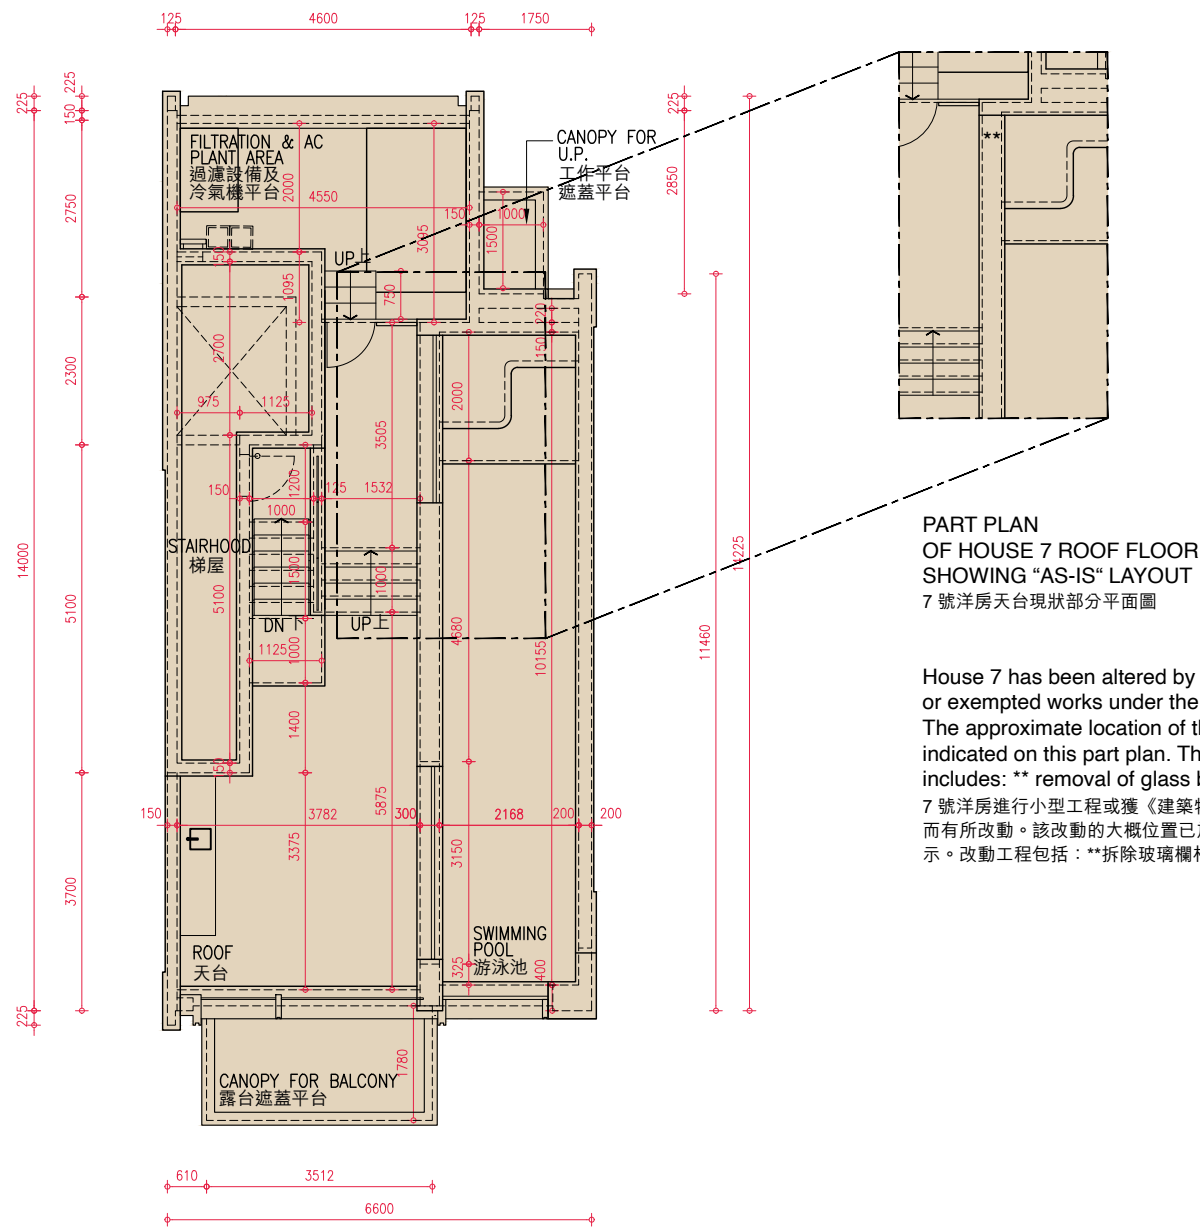 125
4600
125
1750
225
225
150
2750
2300
14000
5100
3700
225
FILTRATION & AC
PLANT AREA
過濾設備及
冷氣機平台
2000
4550
3095
CANOPY FOR
U.P.
工作平台
遮蓋平台
150
1000
1500
225
2850
UP上
150
1095
750
220
150
2700
975
1125
2000
3505
150
1200
125
1532
1000
STAIRHOOD
梯屋
1500
1000
5100
DN 下
UP上
1125
1000
4680
10155
14225
11460
1400
50
150
3782
5875
300
2168
200
200
3375
3150
ROOF
天台
SWIMMING
POOL
游泳池
325
400
1780
CANOPY FOR BALCONY
露台遮蓋平台
610
3512
6600
**
PART PLAN
OF HOUSE 7 ROOF FLOOR
SHOWING “AS-IS“ LAYOUT
7 號洋房天台現狀部分平面圖
House 7 has been altered by
or exempted works under the
The approximate location of
indicated on this part plan.
includes: ** removal of glass
7 號洋房進行小型工程或獲《建築
而有所改動。該改動的大概位置已
示。改動工程包括：**拆除玻璃欄